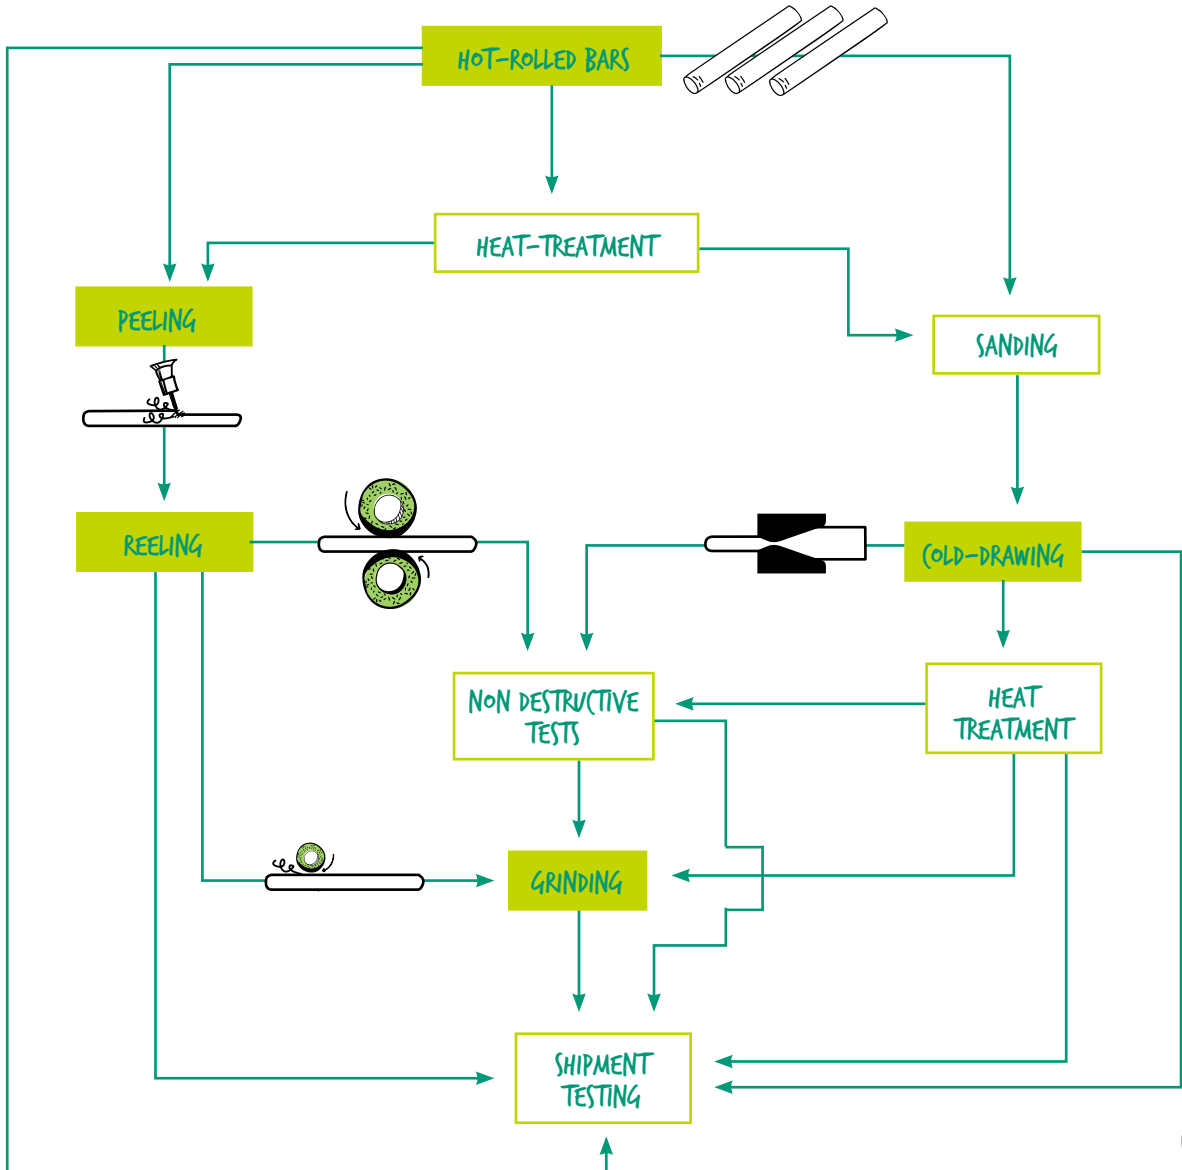 HOT-ROLLED BARS
HEAT-TREATMENT
PEELING
SANDING
REELING
COLD-DRAWING
NON DESTRUCTIVE
TESTS
HEAT
TREATMENT
GRINDING
SHIPMENT
TESTING